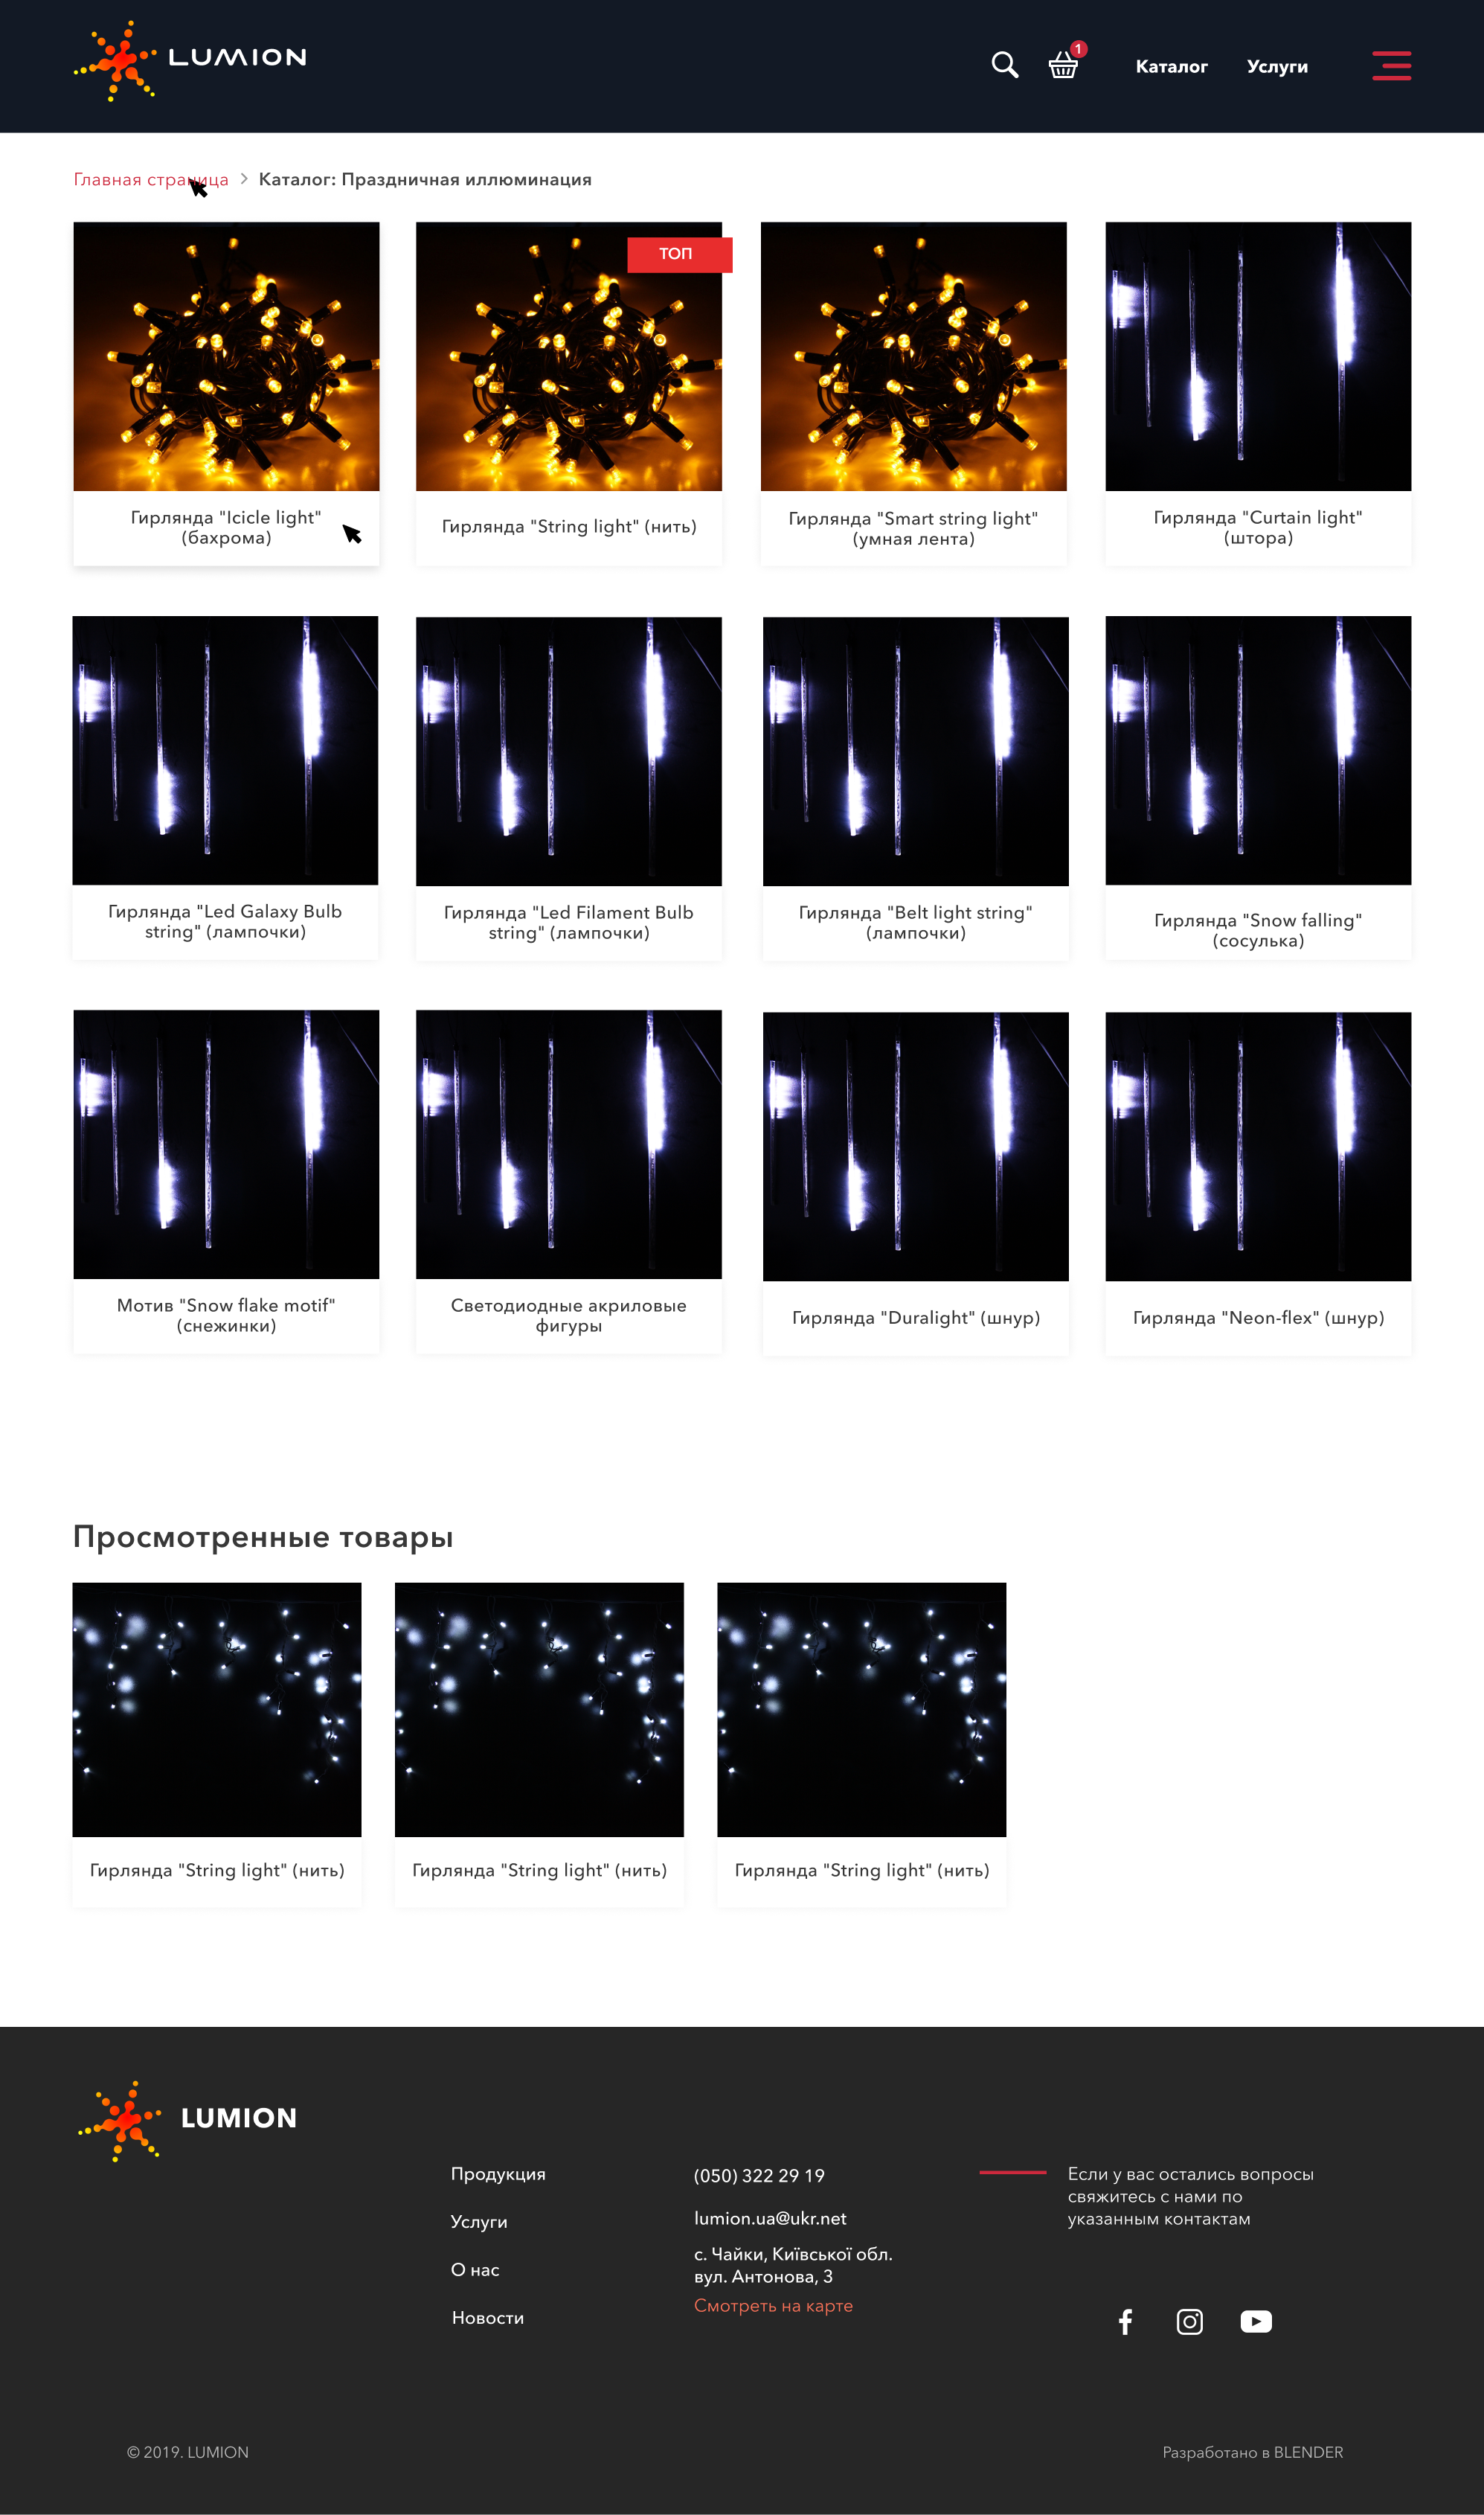 LUMION
1
Каталог
Услуги
Главная страница
Каталог: Праздничная иллюминация
ТОП
Гирлянда "Icicle light"
(бахрома)
Гирлянда "String light" (нить)
Гирлянда "Smart string light"
(умная лента)
Гирлянда "Curtain light"
(штора)
Гирлянда "Led Galaxy Bulb
string" (лампочки)
Гирлянда "Led Filament Bulb
string" (лампочки)
Гирлянда "Belt light string"
(лампочки)
Гирлянда "Snow falling"
(сосулька)
Мотив "Snow flake motif"
(снежинки)
Светодиодные акриловые
фигуры
Гирлянда "Duralight" (шнур)
Гирлянда "Neon-flex" (шнур)
Просмотренные товары
Гирлянда "String light" (нить)
Гирлянда "String light" (нить)
Гирлянда "String light" (нить)
LUMION
Продукция
Услуги
О нас
Новости
(050) 322 29 19
lumion.ua@ukr.net
с. Чайки, Київської обл.
вул. Антонова, 3
Смотреть на карте
Если у вас остались вопросы
свяжитесь с нами по
указанным контактам
© 2019. LUMION
Разработано в BLENDER